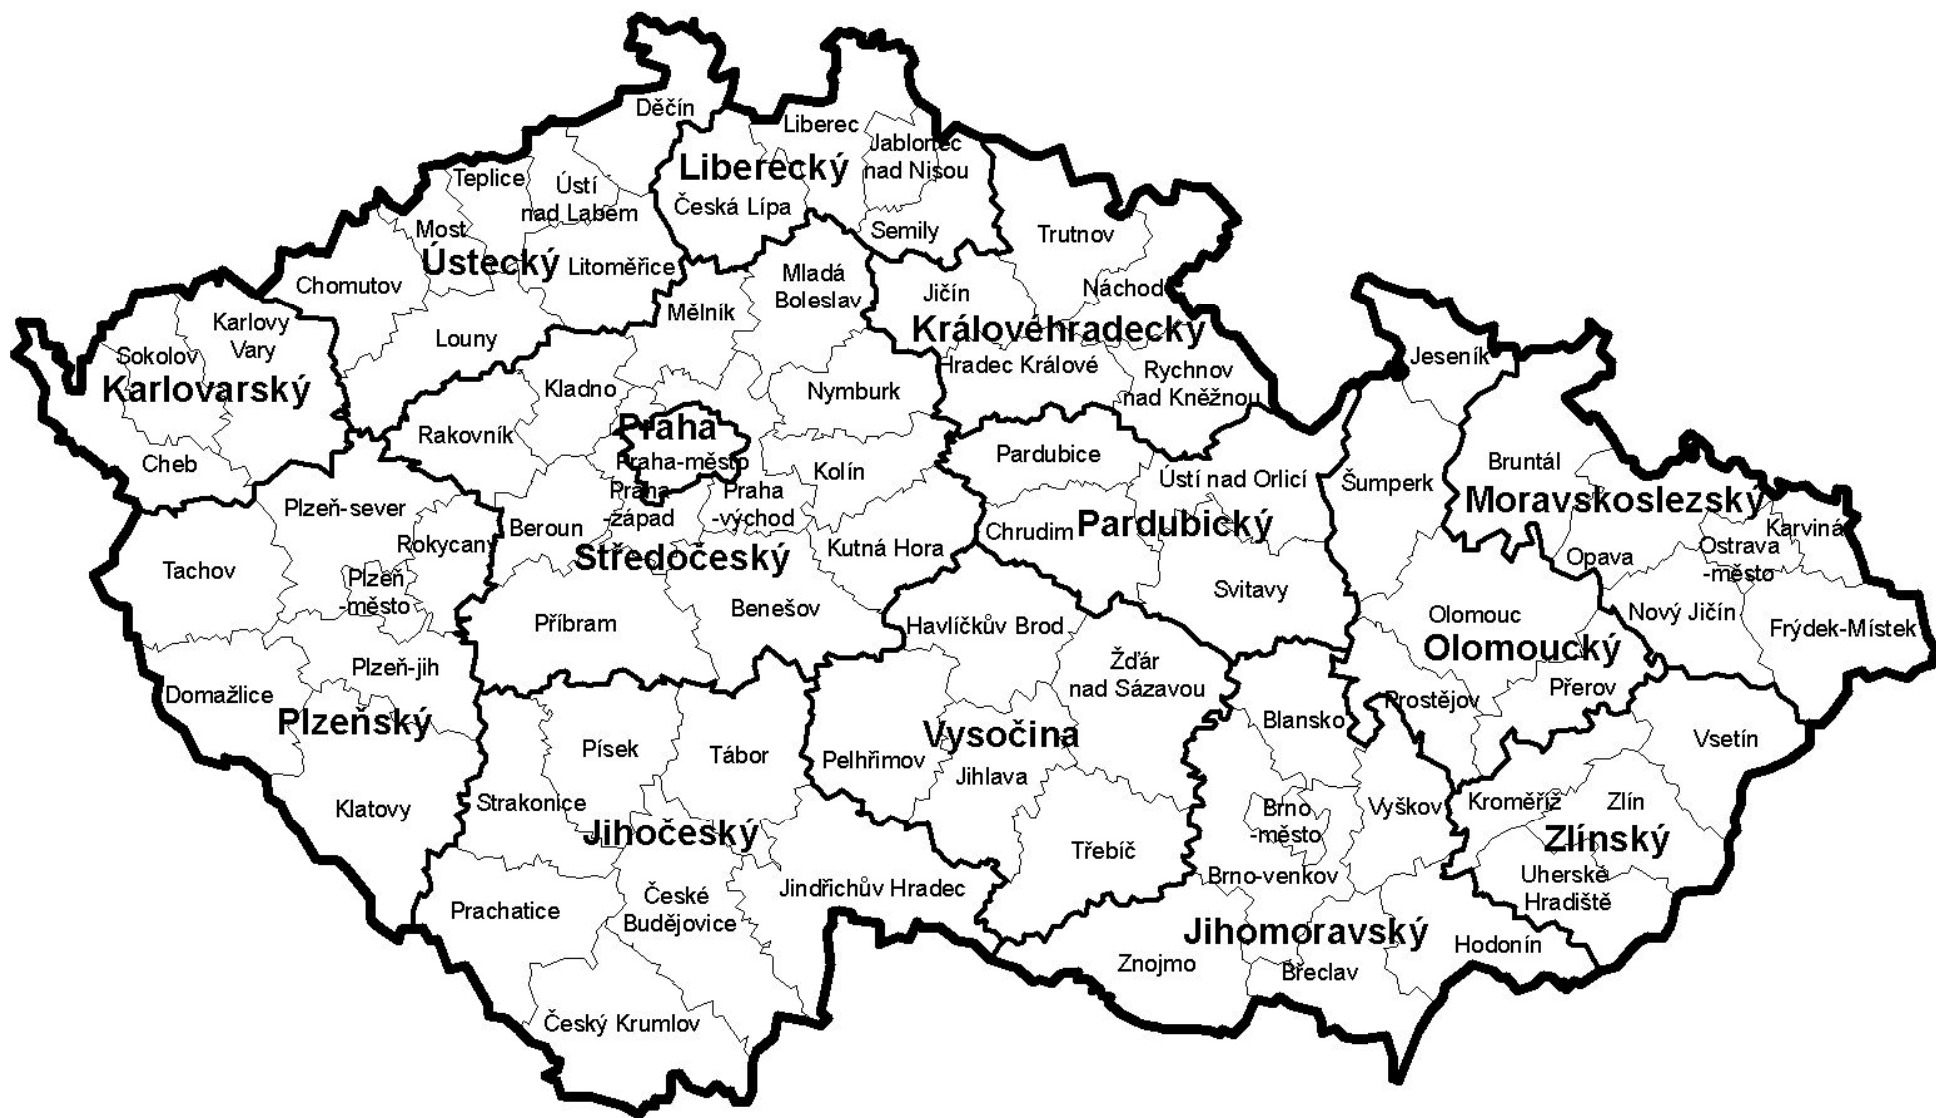 Děčín
Liberec
Jablonec
nad Nisou
Liberecký
Teplice
Ústí
nad Labem
Česká Lípa
Semily
Most
Trutnov
Ústecký
Litoměřice
Chomutov
Mladá
Boleslav
Jičín
Náchod
Mělník
Karlovy
Vary
Louny
Královéhradecký
Sokolov
Jeseník
Hradec Králové
Karlovarský
Kladno
Nymburk
Rychnov
nad Kněžnou
Praha
Rakovník
Pardubice
Cheb
Praha-město
Kolín
Bruntál
Ústí nad Orlicí
Šumperk
Praha
-západ
Praha
-východ
Moravskoslezský
Plzeň-sever
Beroun
Chrudim
Pardubický
Karviná
Rokycany
Kutná Hora
Ostrava
-město
Středočeský
Opava
Tachov
Plzeň
-město
Svitavy
Benešov
Příbram
Havlíčkův Brod
Olomouc
Nový Jičín
Frýdek-Místek
Olomoucký
Plzeň-jih
Žďár
nad Sázavou
Domažlice
Přerov
Prostějov
Plzeňský
Blansko
Vysočina
Vsetín
Písek
Tábor
Pelhřimov
Jihlava
Klatovy
Strakonice
Brno
-město
Vyškov
Kroměříž
Zlín
Jihočeský
Zlínský
Třebíč
Brno-venkov
Uherské
Hradiště
Jindřichův Hradec
České
Budějovice
Prachatice
Jihomoravský
Hodonín
Znojmo
Břeclav
Český Krumlov